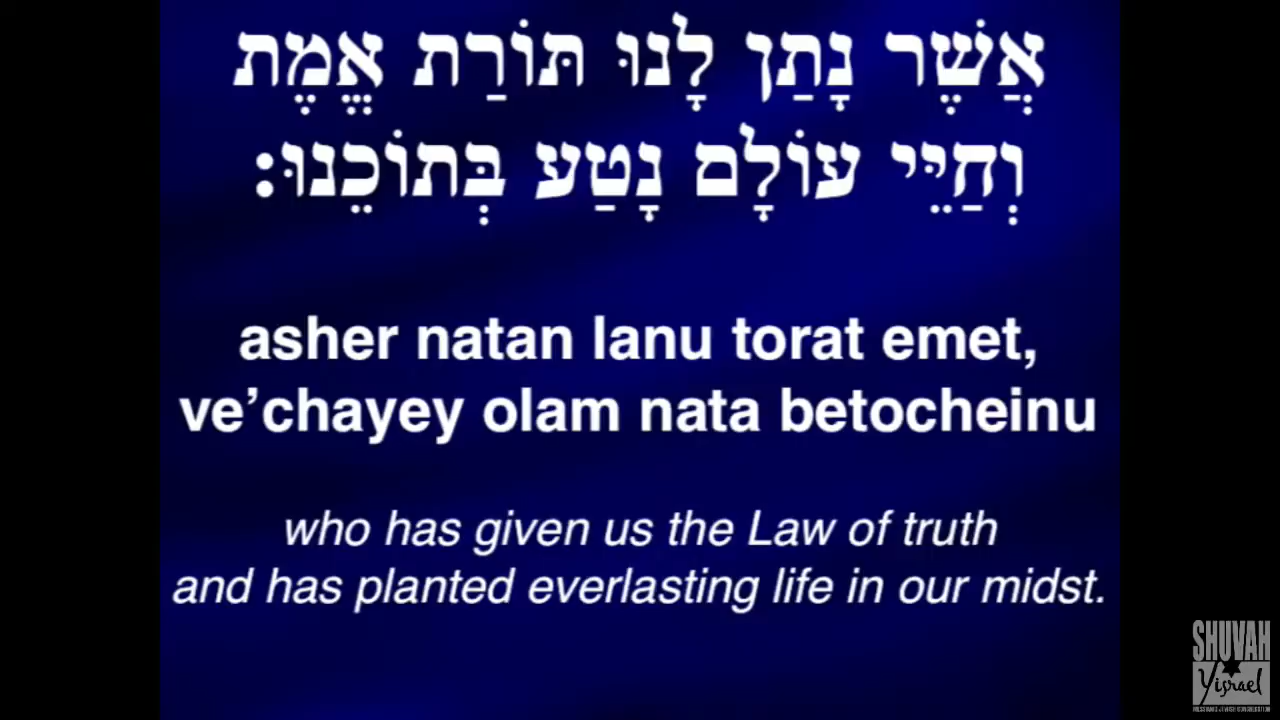 אֲשֶׁר נָתַן לָנוּ תּוֹרַת אֱמֶת
וְחַיֵּי עוֹלָם נָטַע בְּתוֹכֵנוּ:
asher natan lanu torat emet,
ve’chayey olam nata betocheinu
who has given us the Law of truth
and has planted everlasting life in our midst.
SHUVAH
Yisrael